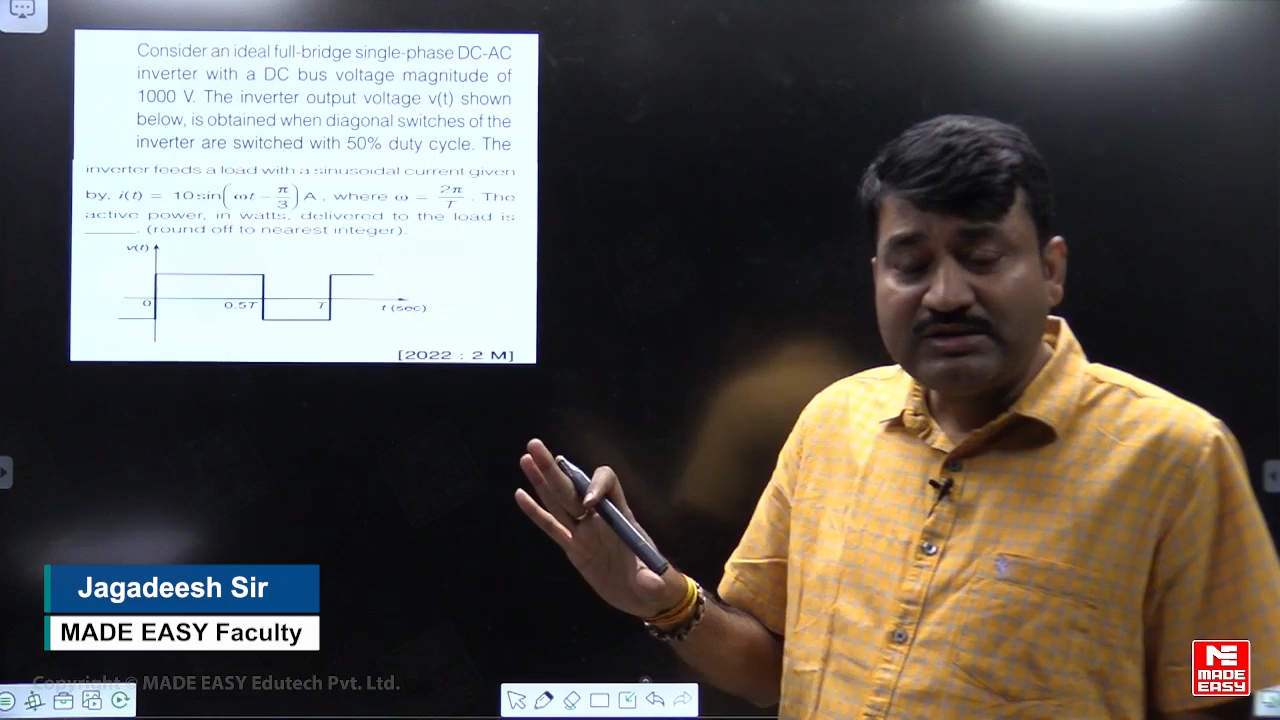 Consider an ideal full-bridge single-phase DC-AC
inverter with a DC bus voltage magnitude of
1000 V. The inverter output voltage v(t) shown
below, is obtained when diagonal switches of the
inverter are switched with 50% duty cycle. The
inverter feeds a load with a sinusoidal current given
by, i(t) = 10sin(ωt − π/3) A, where ω = 2π/T. The
active power, in watts, delivered to the load is
______. (round off to nearest integer).
v(t)
0 0.5T T t (sec)
[2022 : 2 M]
Jagadeesh Sir
MADE EASY Faculty
Copyright © MADE EASY Edutech Pvt. Ltd.
ME
MADE
EASY